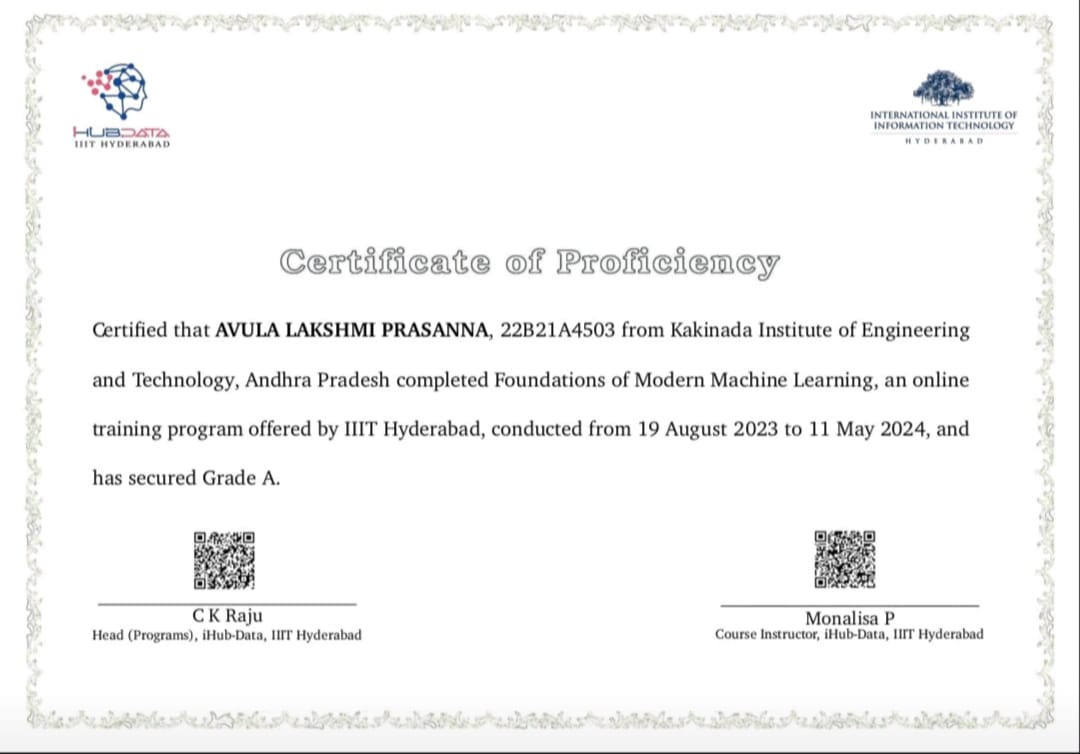 HUBDATA
IIIT HYDERABAD
INTERNATIONAL INSTITUTE OF
INFORMATION TECHNOLOGY
HYDERABAD
Certificate of Proficiency
Certified that AVULA LAKSHMI PRASANNA, 22B21A4503 from Kakinada Institute of Engineering
and Technology, Andhra Pradesh completed Foundations of Modern Machine Learning, an online
training program offered by IIIT Hyderabad, conducted from 19 August 2023 to 11 May 2024, and
has secured Grade A.
C K Raju
Head (Programs), iHub-Data, IIIT Hyderabad
Monalisa P
Course Instructor, iHub-Data, IIIT Hyderabad